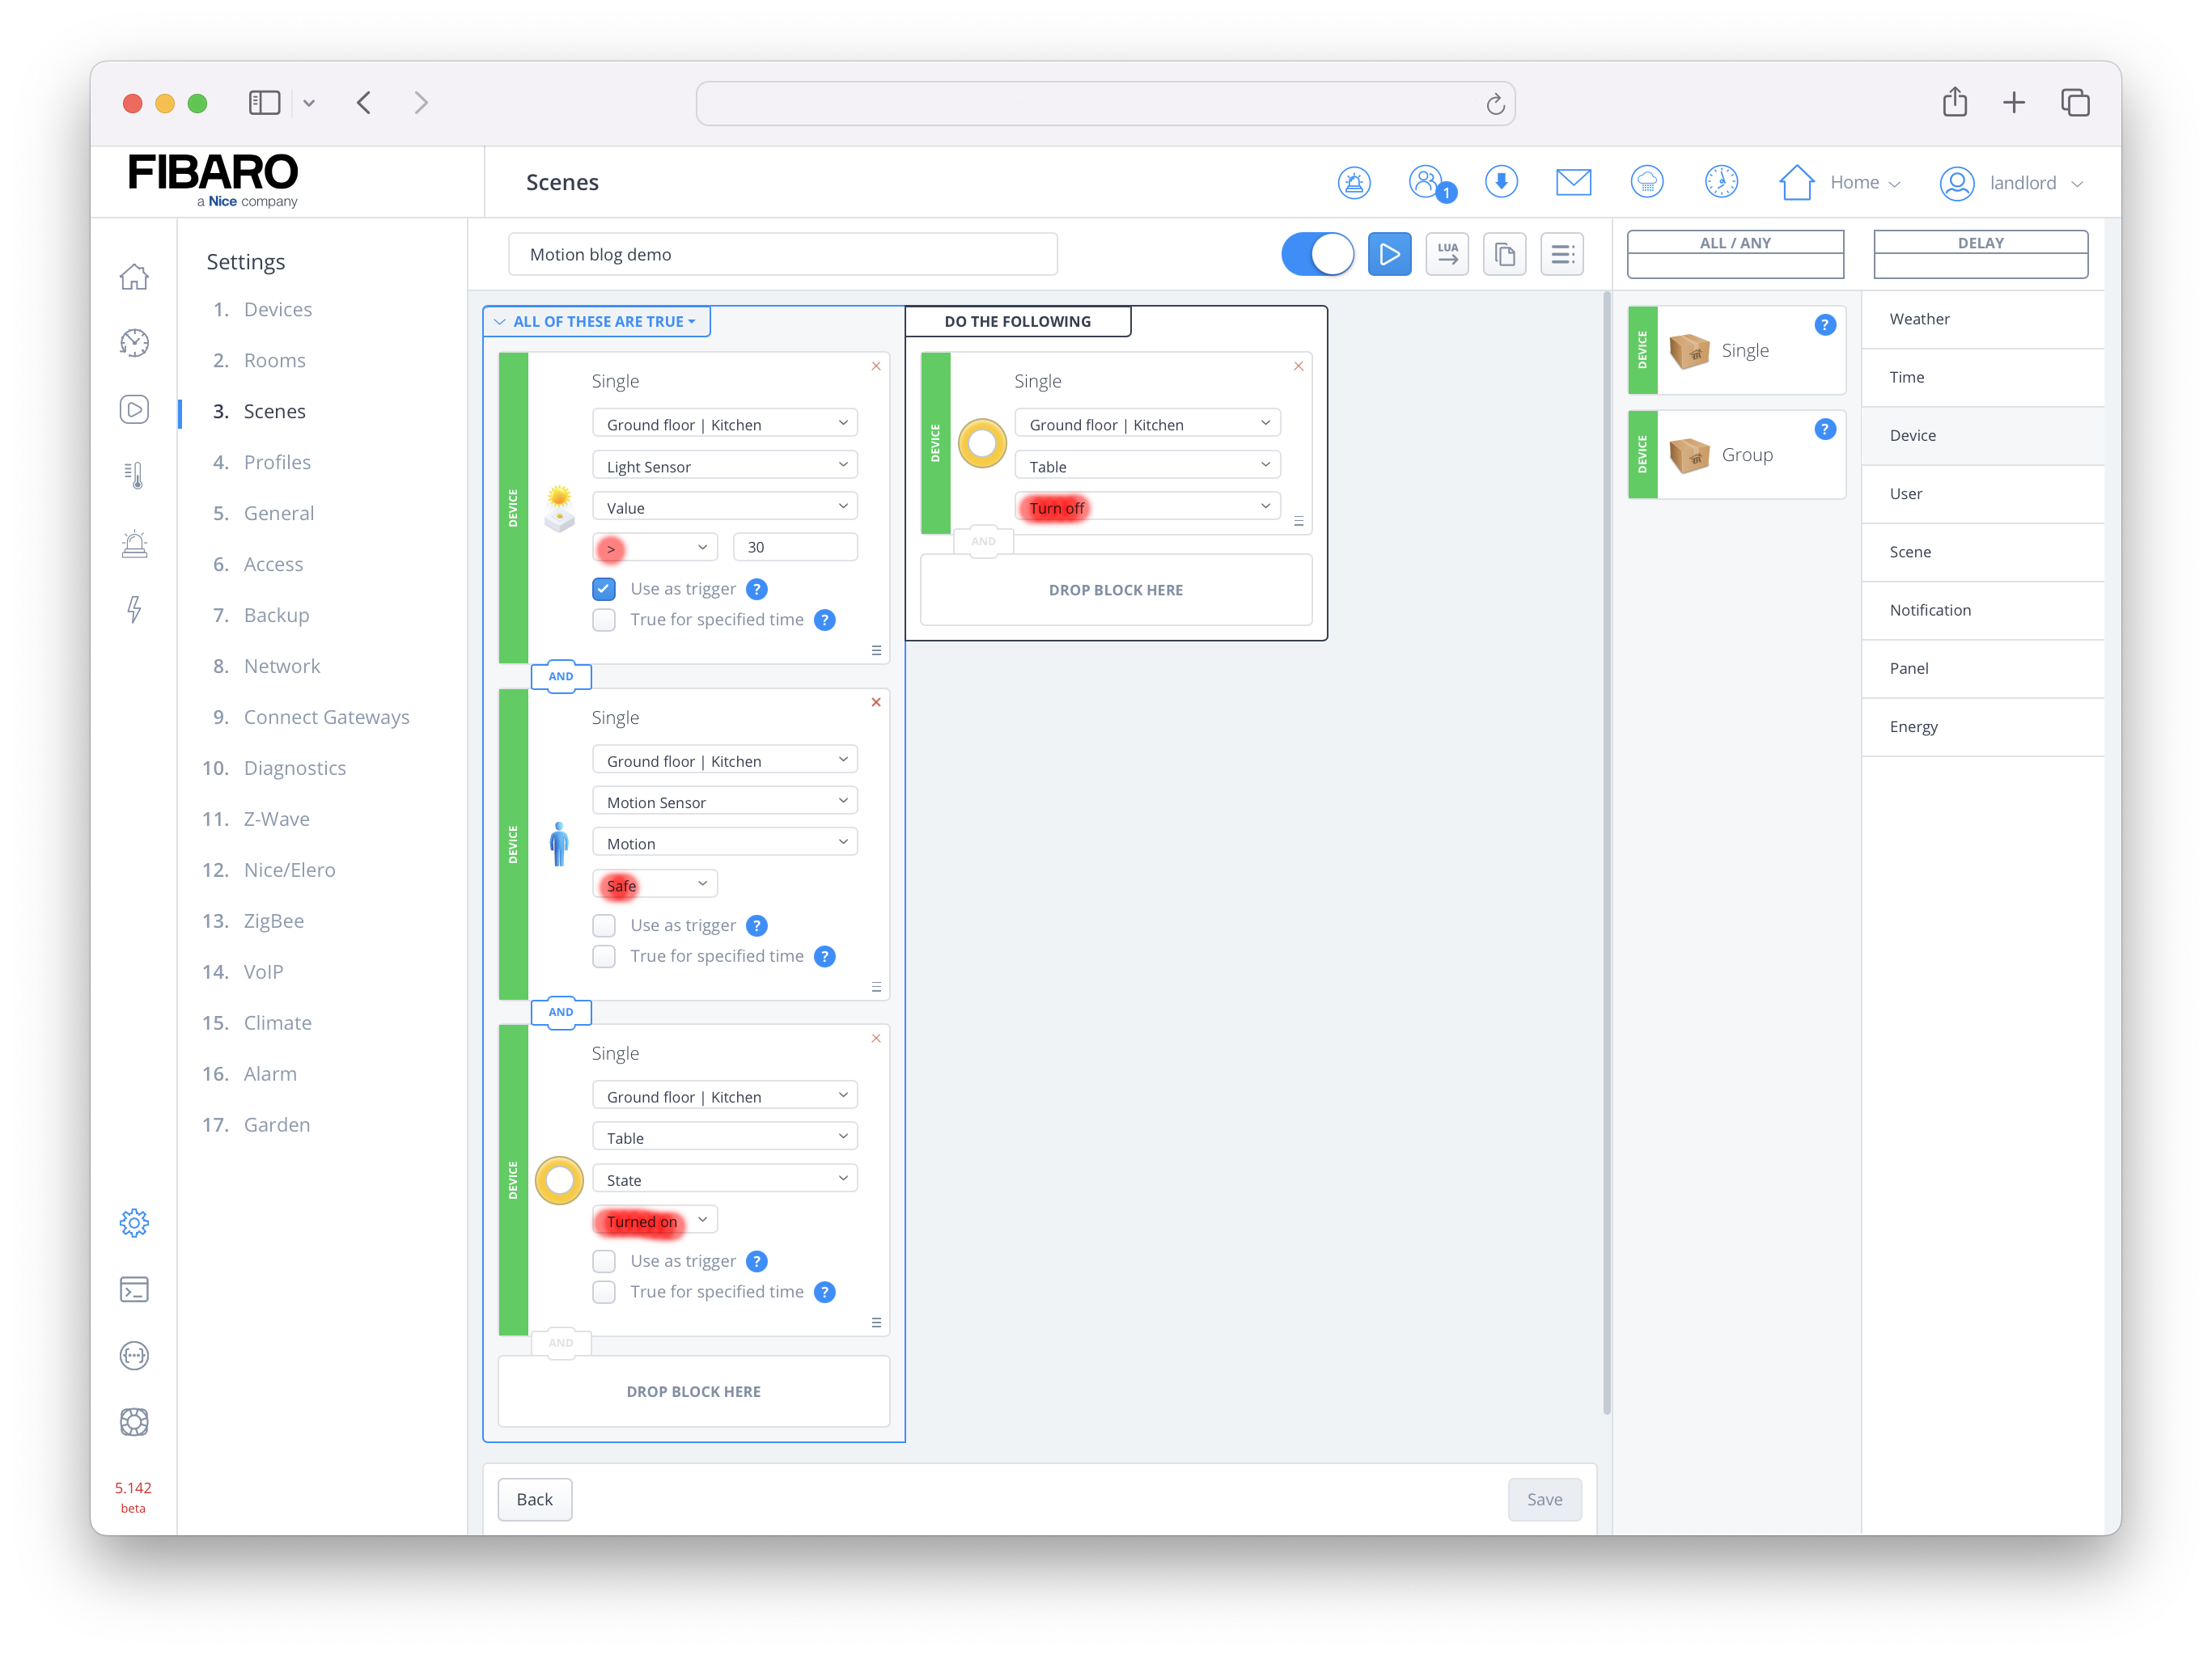 FIBARO
a Nice company
Scenes
1
Home
landlord
Settings
1. Devices
2. Rooms
3. Scenes
4. Profiles
5. General
6. Access
7. Backup
8. Network
9. Connect Gateways
10. Diagnostics
11. Z-Wave
12. Nice/Elero
13. ZigBee
14. VoIP
15. Climate
16. Alarm
17. Garden
5.142
beta
Motion blog demo
LUA
ALL OF THESE ARE TRUE
DEVICE
Single
Ground floor | Kitchen
Light Sensor
Value
> 30
Use as trigger ?
True for specified time ?
AND
DEVICE
Single
Ground floor | Kitchen
Motion Sensor
Motion
Safe
Use as trigger ?
True for specified time ?
AND
DEVICE
Single
Ground floor | Kitchen
Table
State
Turned on
Use as trigger ?
True for specified time ?
AND
DROP BLOCK HERE
DO THE FOLLOWING
DEVICE
Single
Ground floor | Kitchen
Table
Turn off
AND
DROP BLOCK HERE
Back
Save
ALL / ANY
DELAY
DEVICE
Single
?
DEVICE
Group
?
Weather
Time
Device
User
Scene
Notification
Panel
Energy